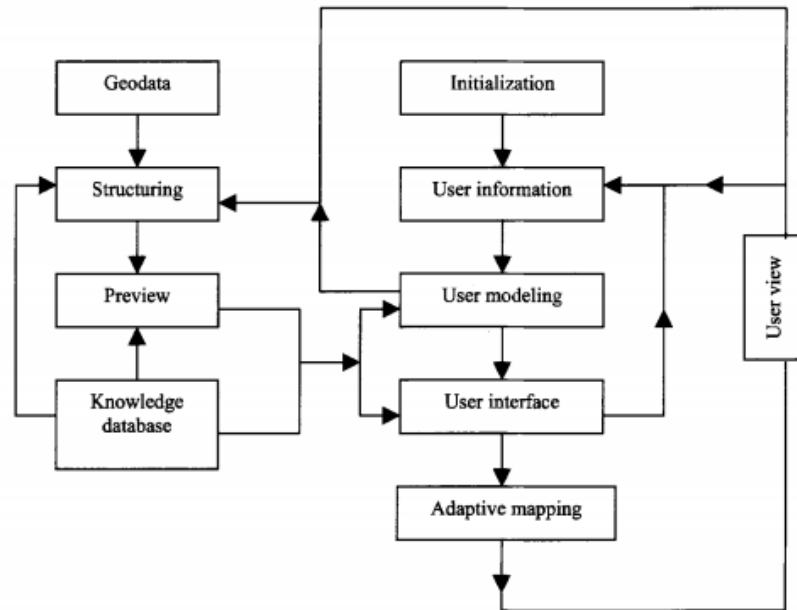 Geodata
Initialization
Structuring
User information
Preview
User modeling
User view
Knowledge
database
User interface
Adaptive mapping